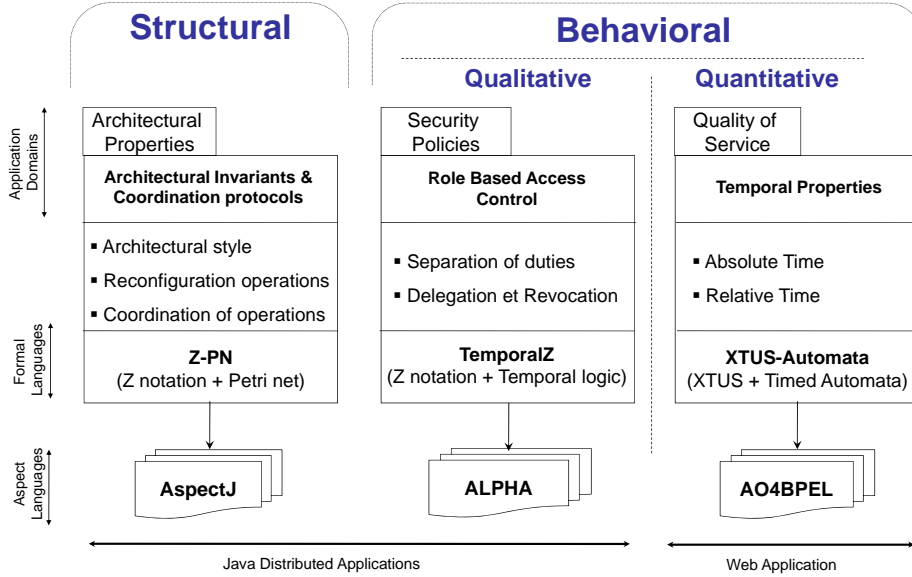 Structural
Behavioral
Qualitative
Quantitative
Application
Domains
Architectural
Properties
Architectural Invariants &
Coordination protocols
▪ Architectural style
▪ Reconfiguration operations
▪ Coordination of operations
Security
Policies
Role Based Access
Control
▪ Separation of duties
▪ Delegation et Revocation
Quality of
Service
Temporal Properties
▪ Absolute Time
▪ Relative Time
Formal
Languages
Z-PN
(Z notation + Petri net)
TemporalZ
(Z notation + Temporal logic)
XTUS-Automata
(XTUS + Timed Automata)
Aspect
Languages
AspectJ
ALPHA
AO4BPEL
Java Distributed Applications
Web Application